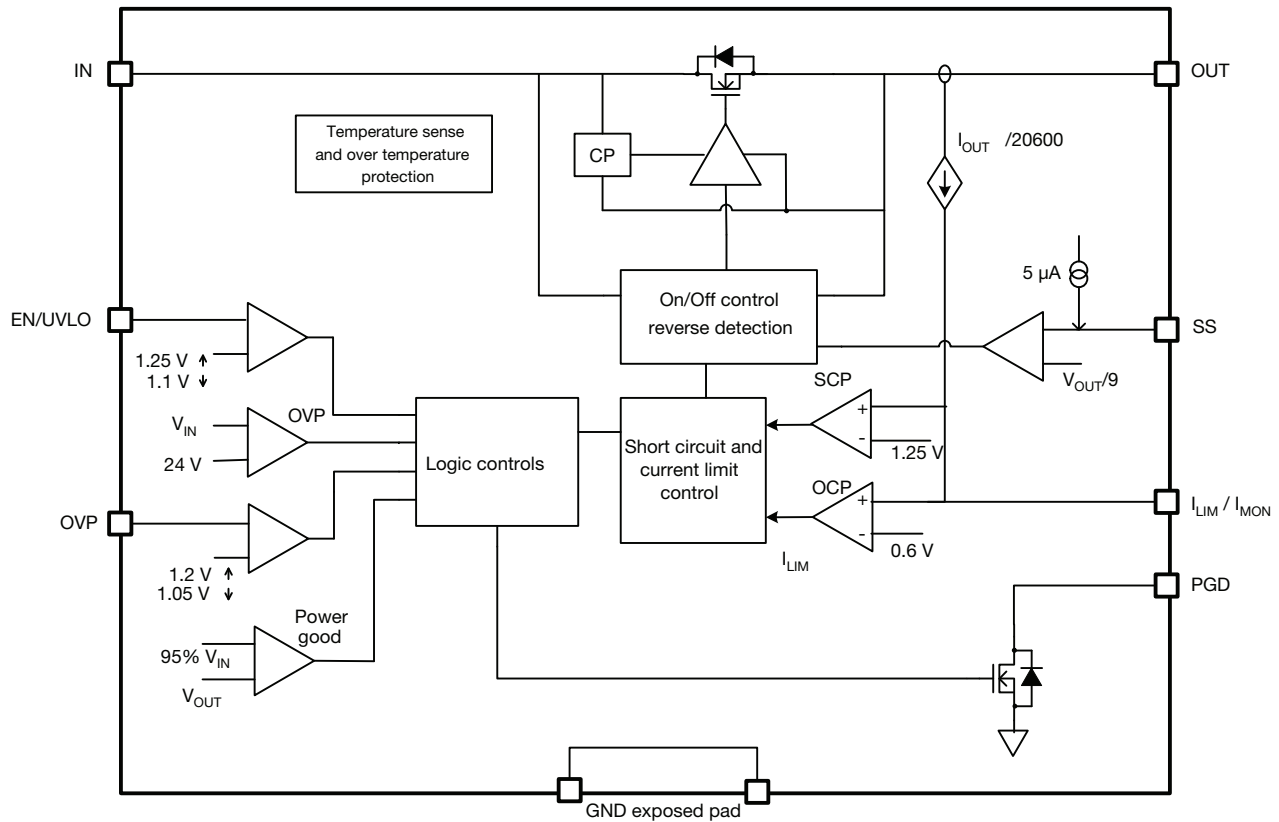 IN
OUT
Temperature sense
and over temperature
protection
CP
I_OUT /20600
5 µA
EN/UVLO
On/Off control
reverse detection
SS
1.25 V
1.1 V
V_OUT/9
SCP
OVP
V_IN
24 V
Logic controls
Short circuit and
current limit
control
+
-
1.25 V
OCP
+
-
0.6 V
I_LIM
I_LIM / I_MON
OVP
1.2 V
1.05 V
PGD
Power
good
95% V_IN
V_OUT
GND exposed pad